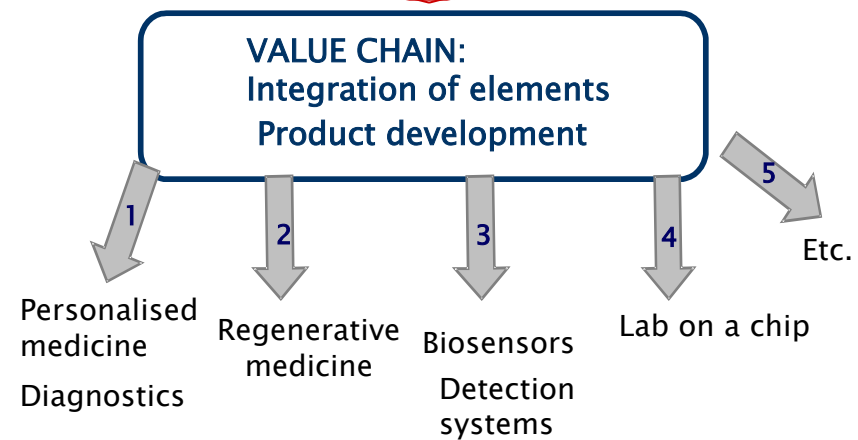 VALUE CHAIN:
Integration of elements
Product development
1
2
3
4
5
Personalised
medicine
Diagnostics
Regenerative
medicine
Biosensors
Detection
systems
Lab on a chip
Etc.